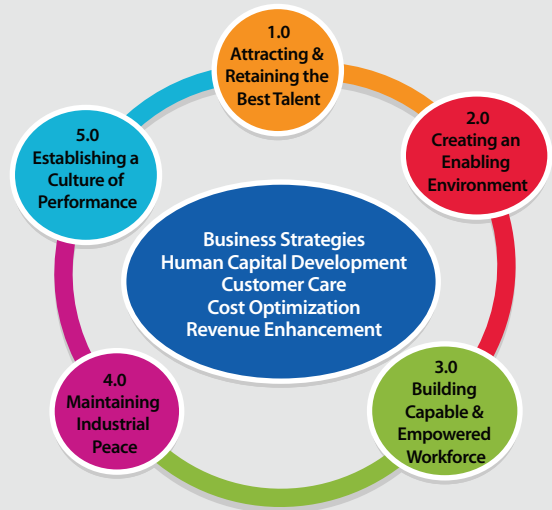 1.0
Attracting &
Retaining the
Best Talent
2.0
Creating an
Enabling
Environment
3.0
Building
Capable &
Empowered
Workforce
4.0
Maintaining
Industrial
Peace
5.0
Establishing a
Culture of
Performance
Business Strategies
Human Capital Development
Customer Care
Cost Optimization
Revenue Enhancement